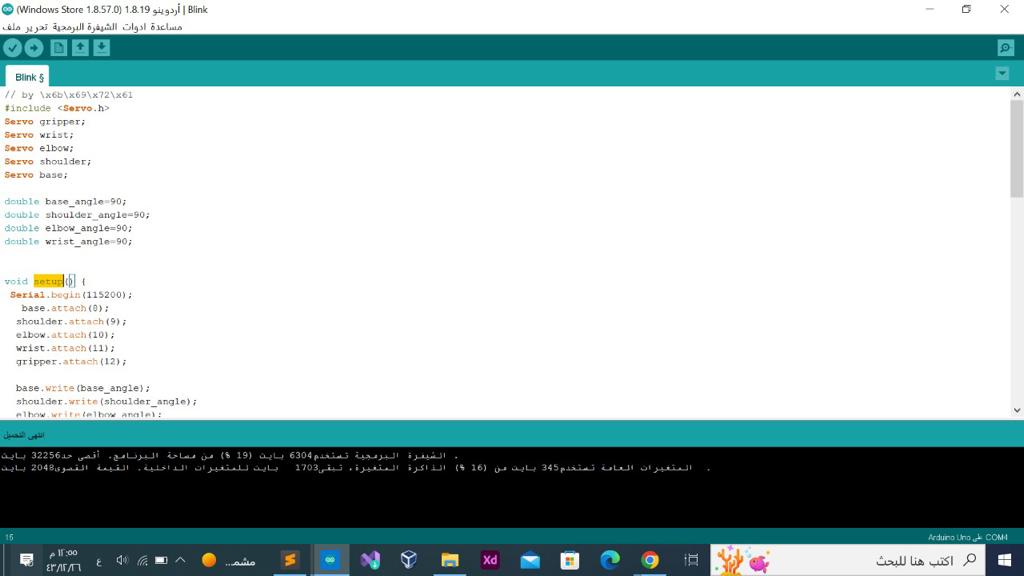 Blink | أردوينو 1.8.19 (Windows Store 1.8.57.0)
ملف تحرير الشيفرة البرمجية ادوات مساعدة
Blink §
// by \x6b\x69\x72\x61
#include <Servo.h>
Servo gripper;
Servo wrist;
Servo elbow;
Servo shoulder;
Servo base;
double base_angle=90;
double shoulder_angle=90;
double elbow_angle=90;
double wrist_angle=90;
void setup() {
Serial.begin(115200);
base.attach(8);
shoulder.attach(9);
elbow.attach(10);
wrist.attach(11);
gripper.attach(12);
base.write(base_angle);
shoulder.write(shoulder_angle);
elbow.write(elbow_angle);
انتهى التحميل
الشيفرة البرمجية تستخدم6304 بايت (19 %) من مساحة البرنامج. أقصى حد32256 بايت.
المتغيرات العامة تستخدم345 بايت من (16 %) الذاكرة المتغيرة، تبقى1703 بايت للمتغيرات الداخلية. القيمة القصوى2048 بايت.
15
Arduino Uno على COM4
١٢:٥٥ م
٤٣/١٢/٢٦
ع
مشمـ...
Xd
اكتب هنا للبحث